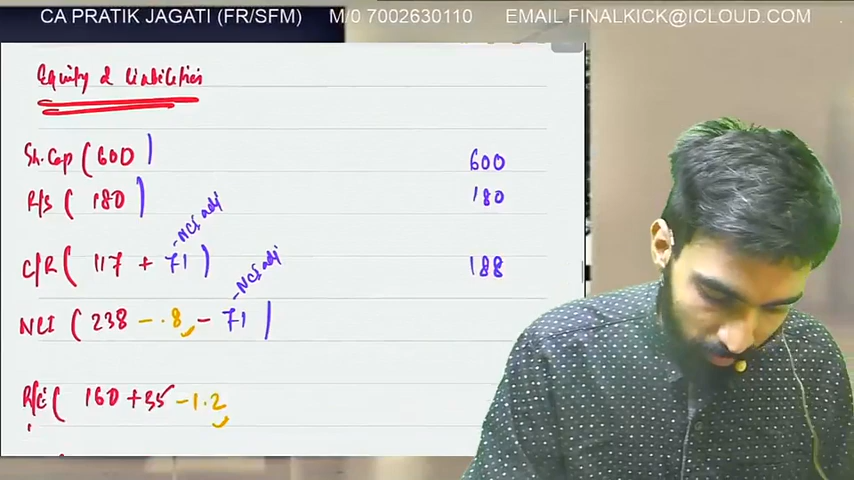 CA PRATIK JAGATI (FR/SFM) M/0 7002630110 EMAIL FINALKICK@ICLOUD.COM
Equity & Liabilities
Sh. Cap (600) 600
R/S (180) 180
C/R (117 + 71) - NCI adj 188
NCI (238 - .8 - 71) - NCI adj
R/E (160 + 35 - 1.2